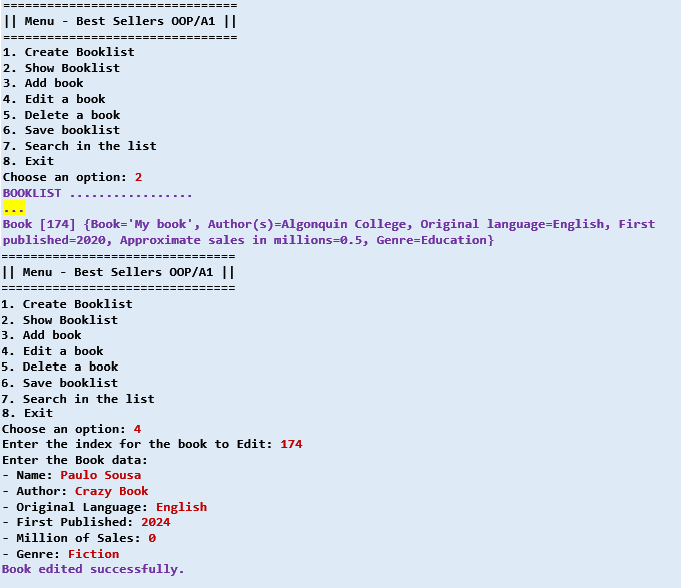 ================================
|| Menu - Best Sellers OOP/A1 ||
================================
1. Create Booklist
2. Show Booklist
3. Add book
4. Edit a book
5. Delete a book
6. Save booklist
7. Search in the list
8. Exit
Choose an option: 2
BOOKLIST .................
...
Book [174] {Book='My book', Author(s)=Algonquin College, Original language=English, First
published=2020, Approximate sales in millions=0.5, Genre=Education}
================================
|| Menu - Best Sellers OOP/A1 ||
================================
1. Create Booklist
2. Show Booklist
3. Add book
4. Edit a book
5. Delete a book
6. Save booklist
7. Search in the list
8. Exit
Choose an option: 4
Enter the index for the book to Edit: 174
Enter the Book data:
- Name: Paulo Sousa
- Author: Crazy Book
- Original Language: English
- First Published: 2024
- Million of Sales: 0
- Genre: Fiction
Book edited successfully.